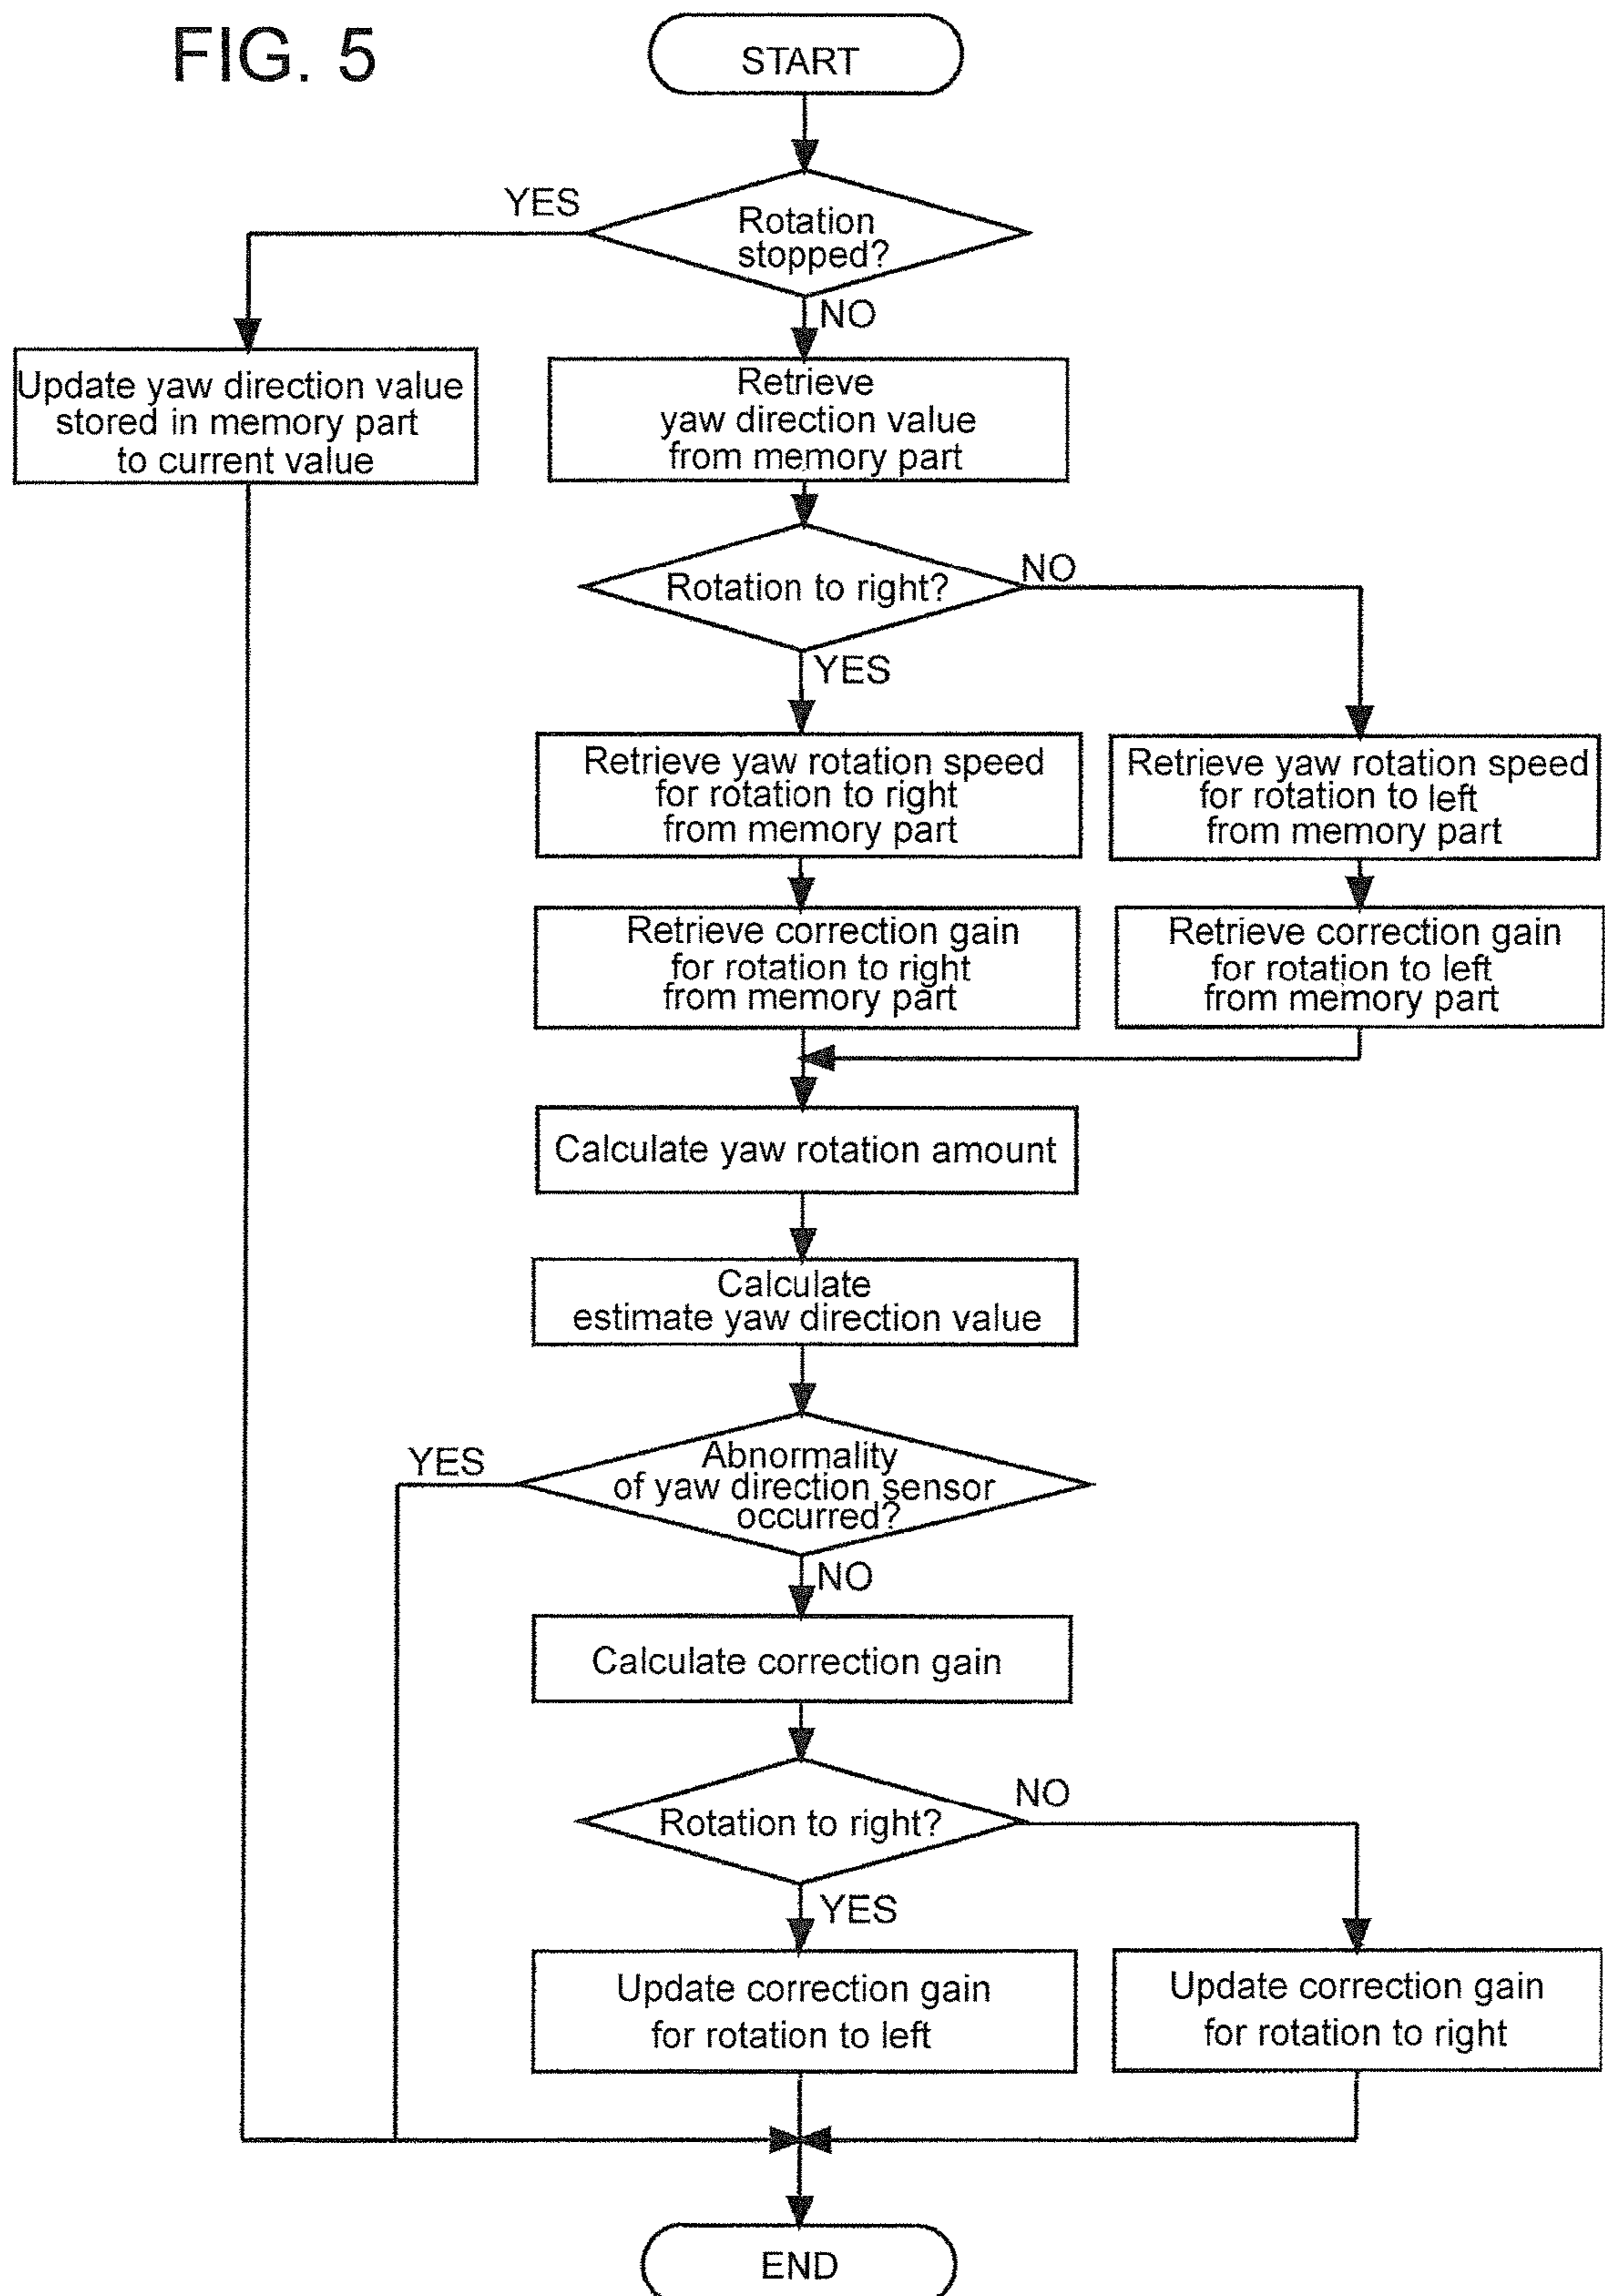 FIG. 5
START
YES
Rotation
stopped?
NO
Update yaw direction value
stored in memory part
to current value
Retrieve
yaw direction value
from memory part
Rotation to right?
NO
YES
Retrieve yaw rotation speed
for rotation to right
from memory part
Retrieve yaw rotation speed
for rotation to left
from memory part
Retrieve correction gain
for rotation to right
from memory part
Retrieve correction gain
for rotation to left
from memory part
Calculate yaw rotation amount
Calculate
estimate yaw direction value
YES
Abnormality
of yaw direction sensor
occurred?
NO
Calculate correction gain
Rotation to right?
NO
YES
Update correction gain
for rotation to left
Update correction gain
for rotation to right
END